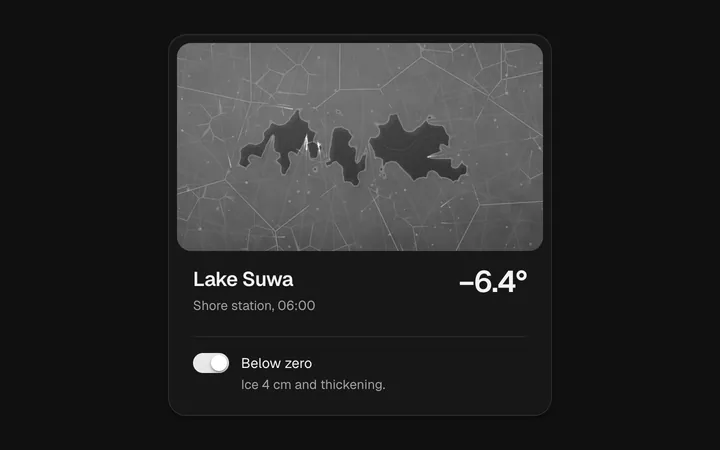 Lake Suwa
−6.4°
Shore station, 06:00
Below zero
Ice 4 cm and thickening.